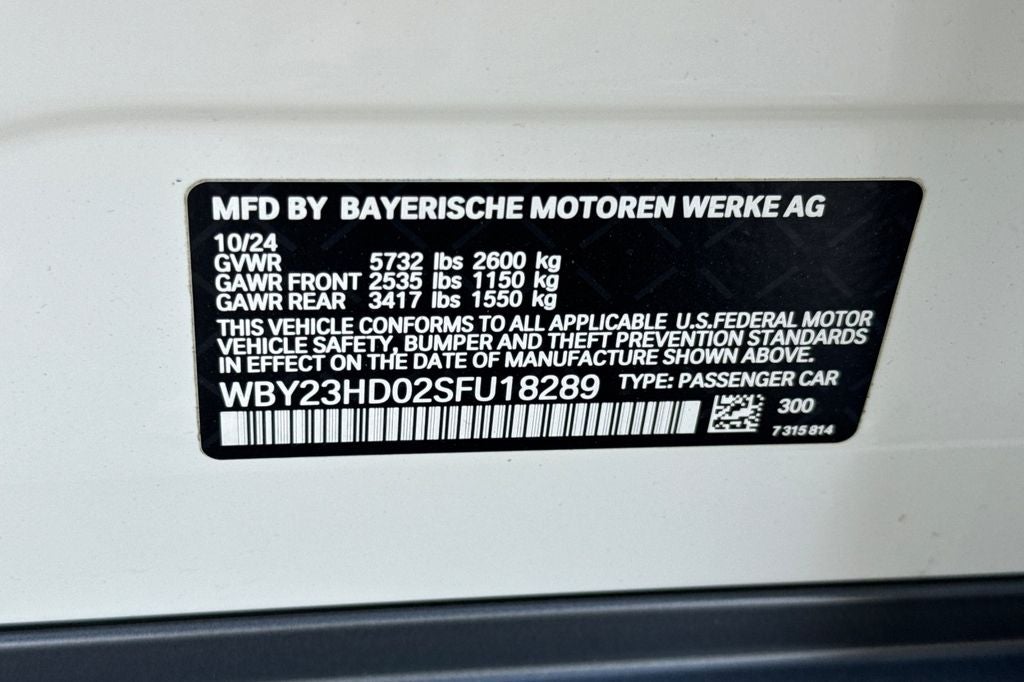 MFD BY BAYERISCHE MOTOREN WERKE AG
10/24
GVWR 5732 lbs 2600 kg
GAWR FRONT 2535 lbs 1150 kg
GAWR REAR 3417 lbs 1550 kg
THIS VEHICLE CONFORMS TO ALL APPLICABLE U.S.FEDERAL MOTOR
VEHICLE SAFETY, BUMPER AND THEFT PREVENTION STANDARDS
IN EFFECT ON THE DATE OF MANUFACTURE SHOWN ABOVE.
WBY23HD02SFU18289 TYPE: PASSENGER CAR
300
7 315 814